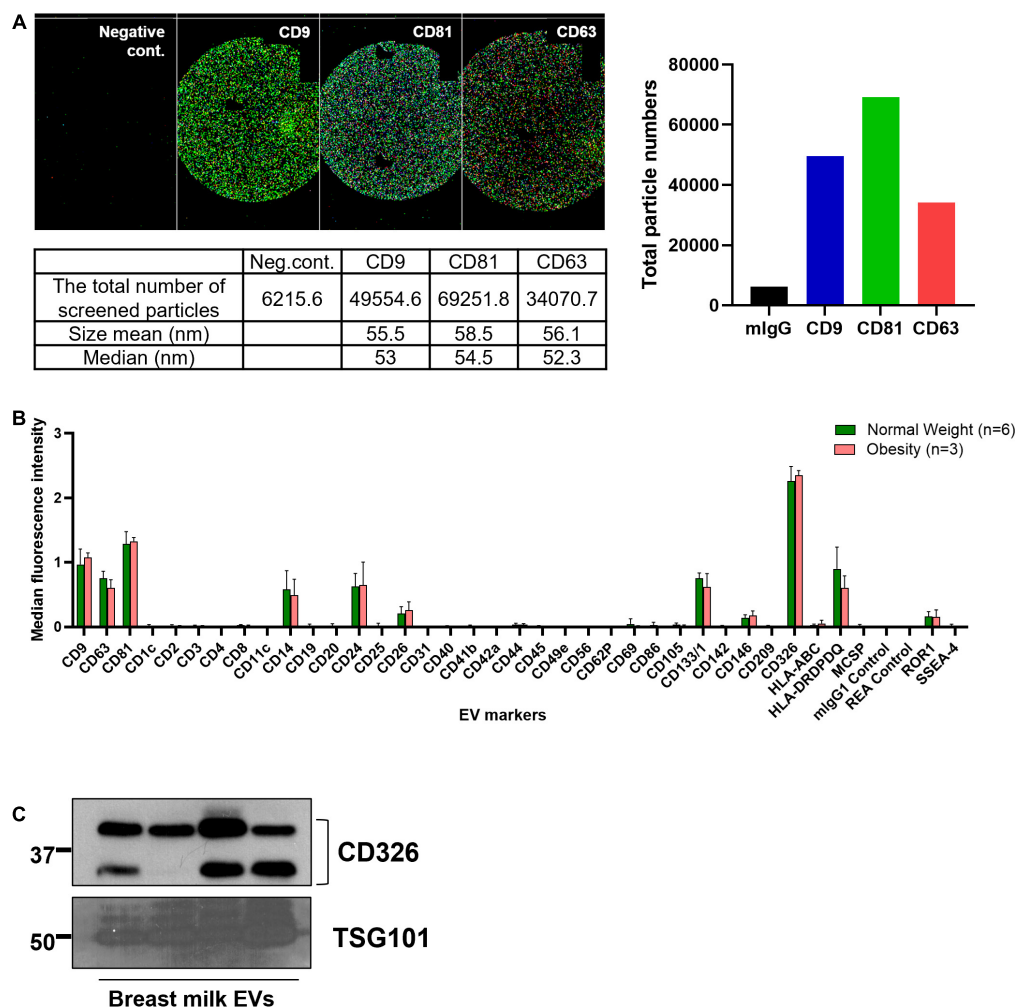 A
Negative cont.
CD9
CD81
CD63
Neg.cont.
CD9
CD81
CD63
The total number of screened particles
6215.6
49554.6
69251.8
34070.7
Size mean (nm)
55.5
58.5
56.1
Median (nm)
53
54.5
52.3
Total particle numbers
80000
60000
40000
20000
0
mIgG
CD9
CD81
CD63
B
Median fluorescence intensity
3
2
1
0
Normal Weight (n=6)
Obesity (n=3)
CD9
CD63
CD81
CD1c
CD2
CD3
CD4
CD8
CD11c
CD14
CD19
CD20
CD24
CD25
CD26
CD31
CD40
CD41b
CD42a
CD44
CD45
CD49e
CD56
CD62P
CD69
CD86
CD105
CD133/1
CD142
CD146
CD209
CD326
HLA-ABC
HLA-DRDPDQ
MCSP
mIgG1 Control
REA Control
ROR1
SSEA-4
EV markers
C
37
CD326
50
TSG101
Breast milk EVs